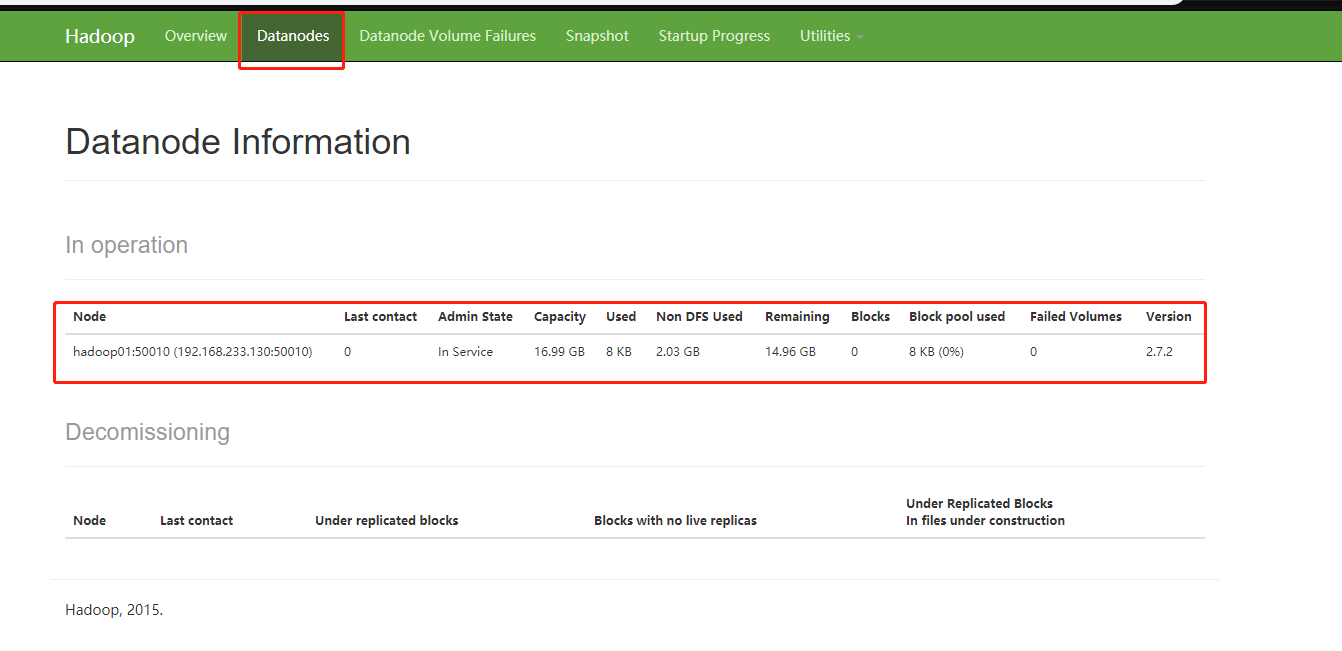 Hadoop Overview Datanodes Datanode Volume Failures Snapshot Startup Progress Utilities
Datanode Information
In operation
Node Last contact Admin State Capacity Used Non DFS Used Remaining Blocks Block pool used Failed Volumes Version
hadoop01:50010 (192.168.233.130:50010) 0 In Service 16.99 GB 8 KB 2.03 GB 14.96 GB 0 8 KB (0%) 0 2.7.2
Decomissioning
Node Last contact Under replicated blocks Blocks with no live replicas Under Replicated Blocks
In files under construction
Hadoop, 2015.